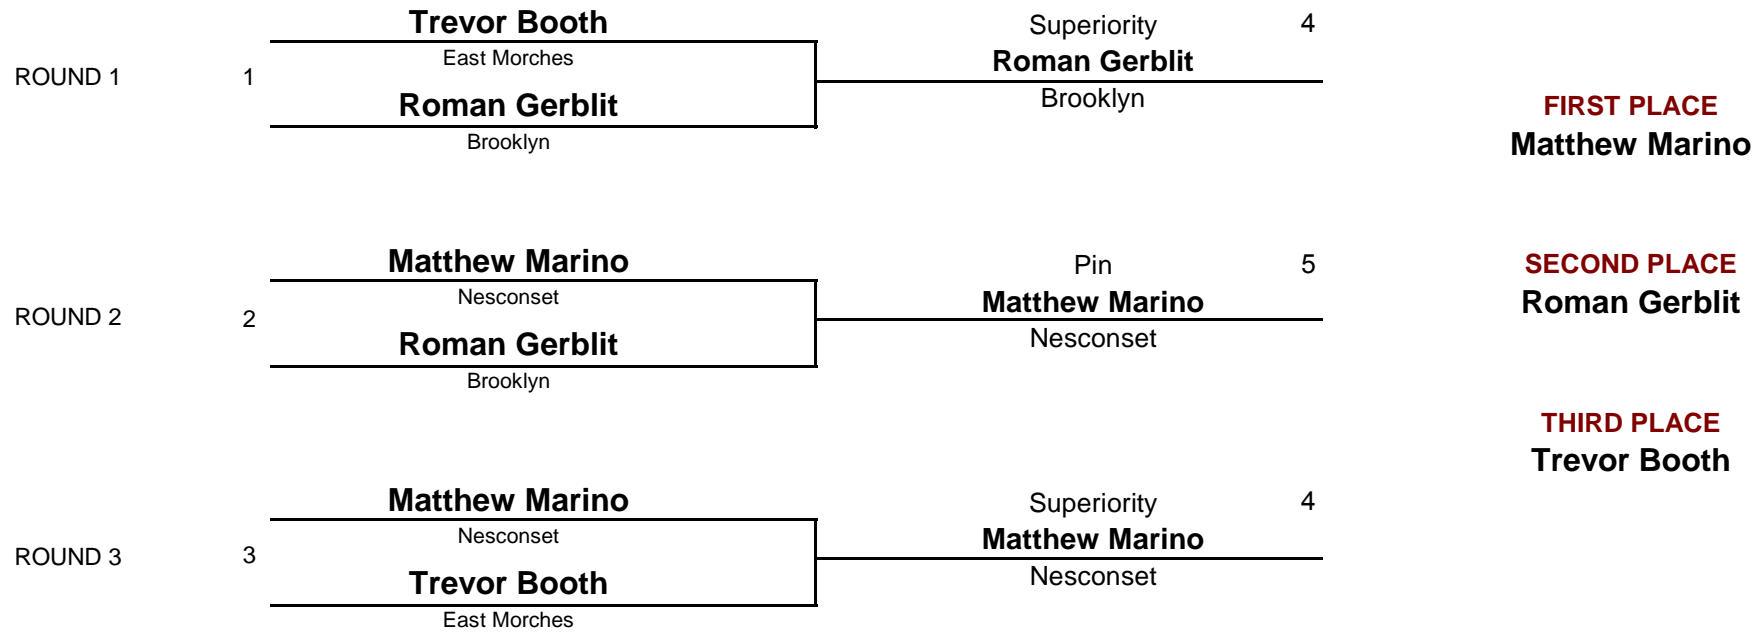 Trevor Booth
East Morches
ROUND 1
1
Roman Gerblit
Brooklyn
Superiority 4
Roman Gerblit
Brooklyn
FIRST PLACE
Matthew Marino
Matthew Marino
Nesconset
ROUND 2
2
Roman Gerblit
Brooklyn
Pin 5
Matthew Marino
Nesconset
SECOND PLACE
Roman Gerblit
THIRD PLACE
Trevor Booth
Matthew Marino
Nesconset
ROUND 3
3
Trevor Booth
East Morches
Superiority 4
Matthew Marino
Nesconset